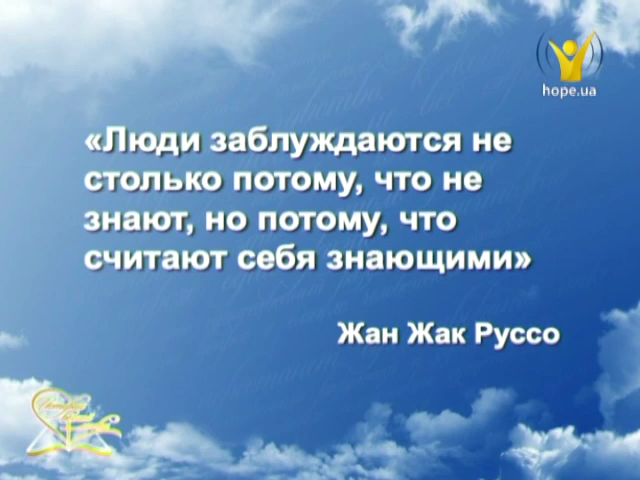 hope.ua
«Люди заблуждаются не
столько потому, что не
знают, но потому, что
считают себя знающими»
Жан Жак Руссо